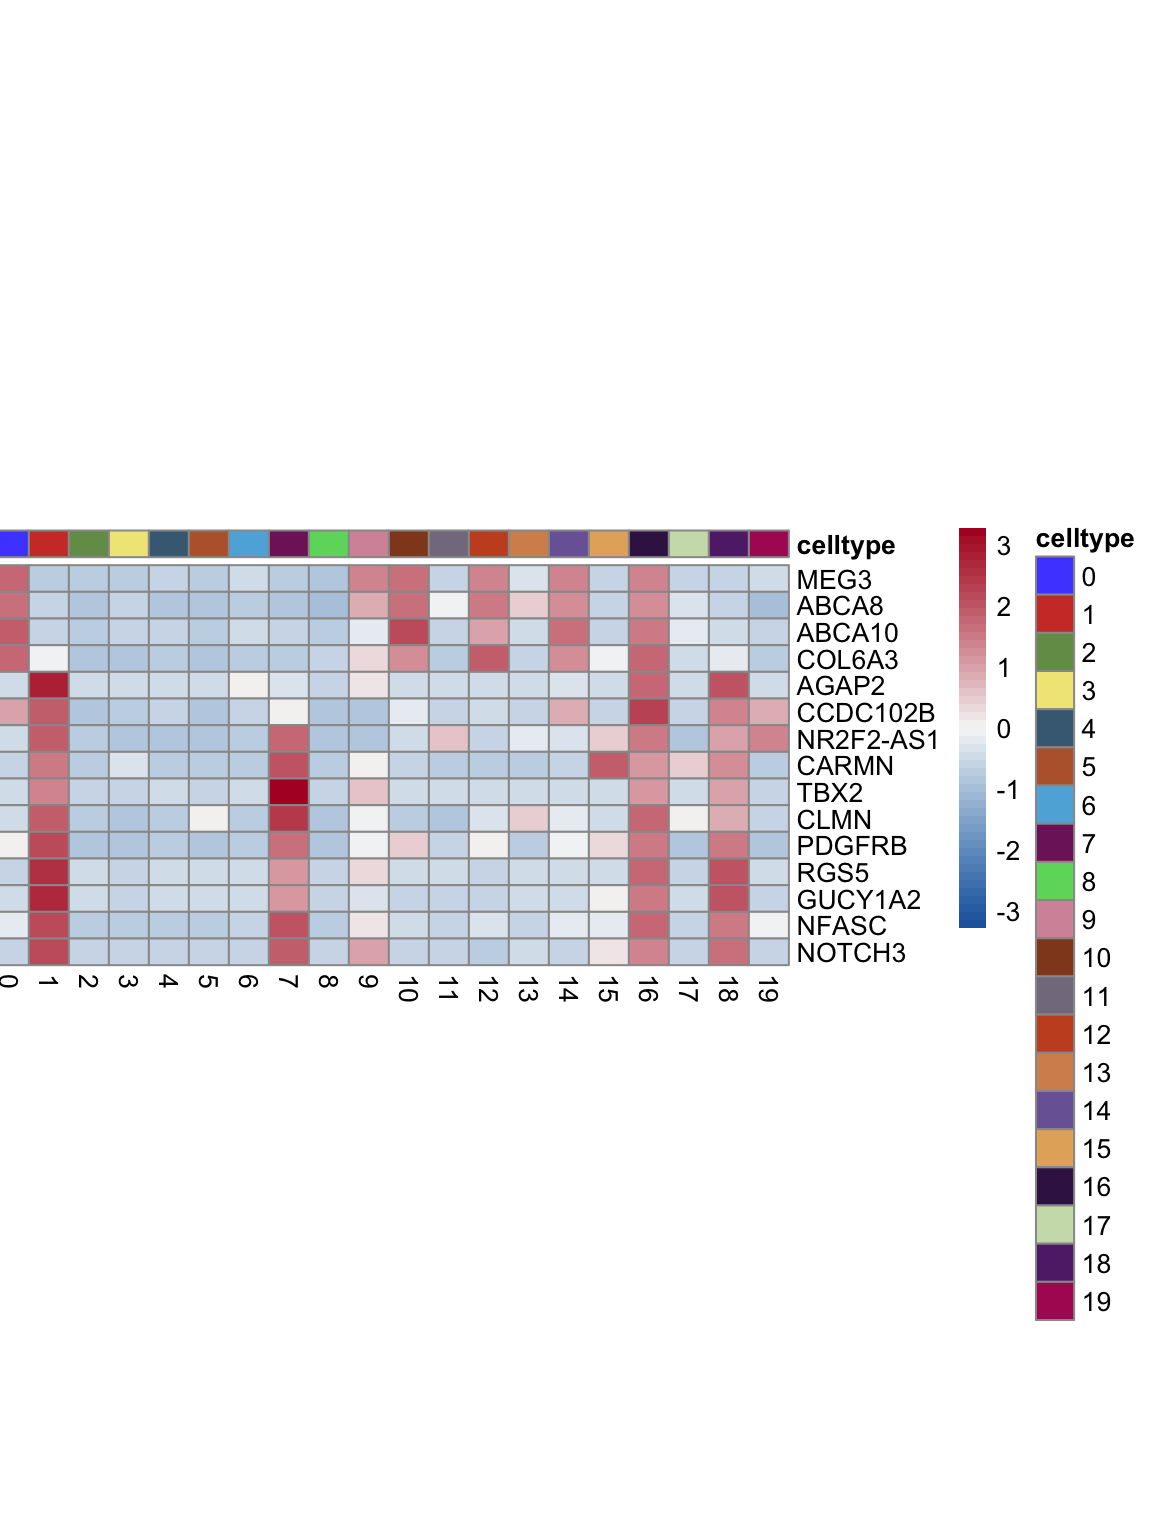 celltype
MEG3
ABCA8
ABCA10
COL6A3
AGAP2
CCDC102B
NR2F2-AS1
CARMN
TBX2
CLMN
PDGFRB
RGS5
GUCY1A2
NFASC
NOTCH3
0 1 2 3 4 5 6 7 8 9 10 11 12 13 14 15 16 17 18 19
3
2
1
0
-1
-2
-3
celltype
0
1
2
3
4
5
6
7
8
9
10
11
12
13
14
15
16
17
18
19